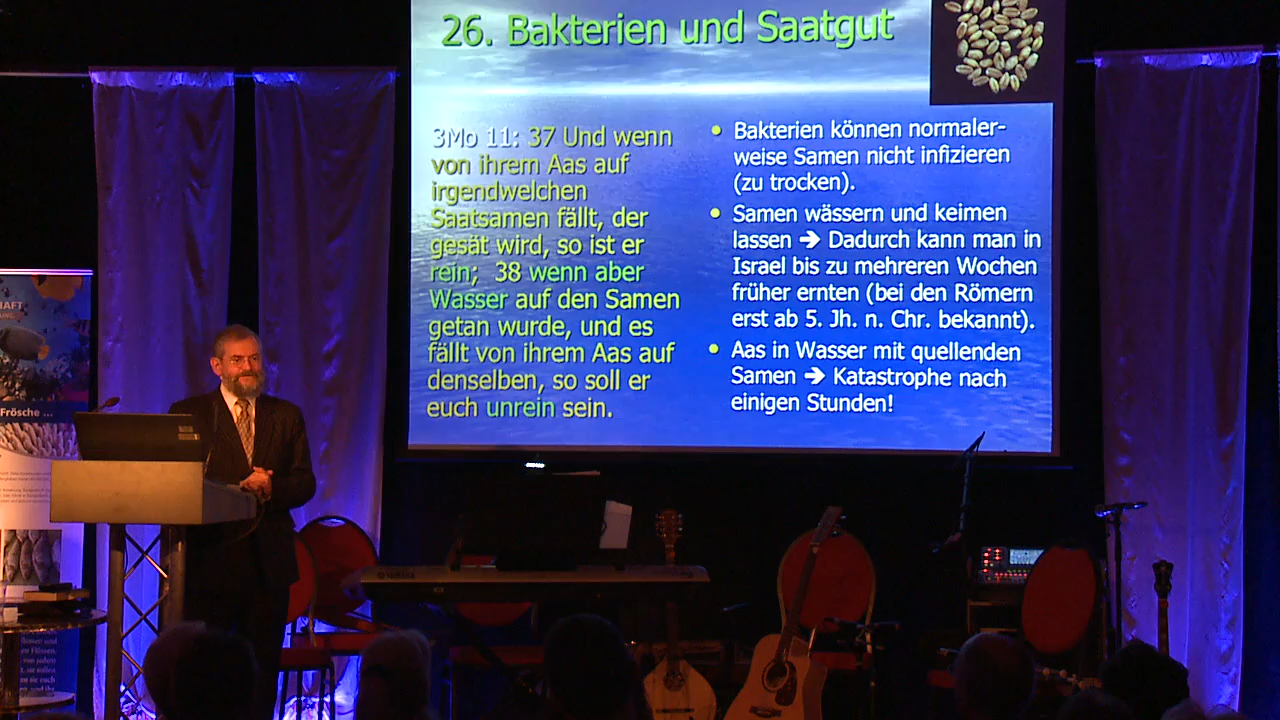 26. Bakterien und Saatgut
3Mo 11: 37 Und wenn
von ihrem Aas auf
irgendwelchen
Saatsamen fällt, der
gesät wird, so ist er
rein; 38 wenn aber
Wasser auf den Samen
getan wurde, und es
fällt von ihrem Aas auf
denselben, so soll er
euch unrein sein.
• Bakterien können normaler-
weise Samen nicht infizieren
(zu trocken).
• Samen wässern und keimen
lassen ➔ Dadurch kann man in
Israel bis zu mehreren Wochen
früher ernten (bei den Römern
erst ab 5. Jh. n. Chr. bekannt).
• Aas in Wasser mit quellenden
Samen ➔ Katastrophe nach
einigen Stunden!
Frösche ...
YAMAHA